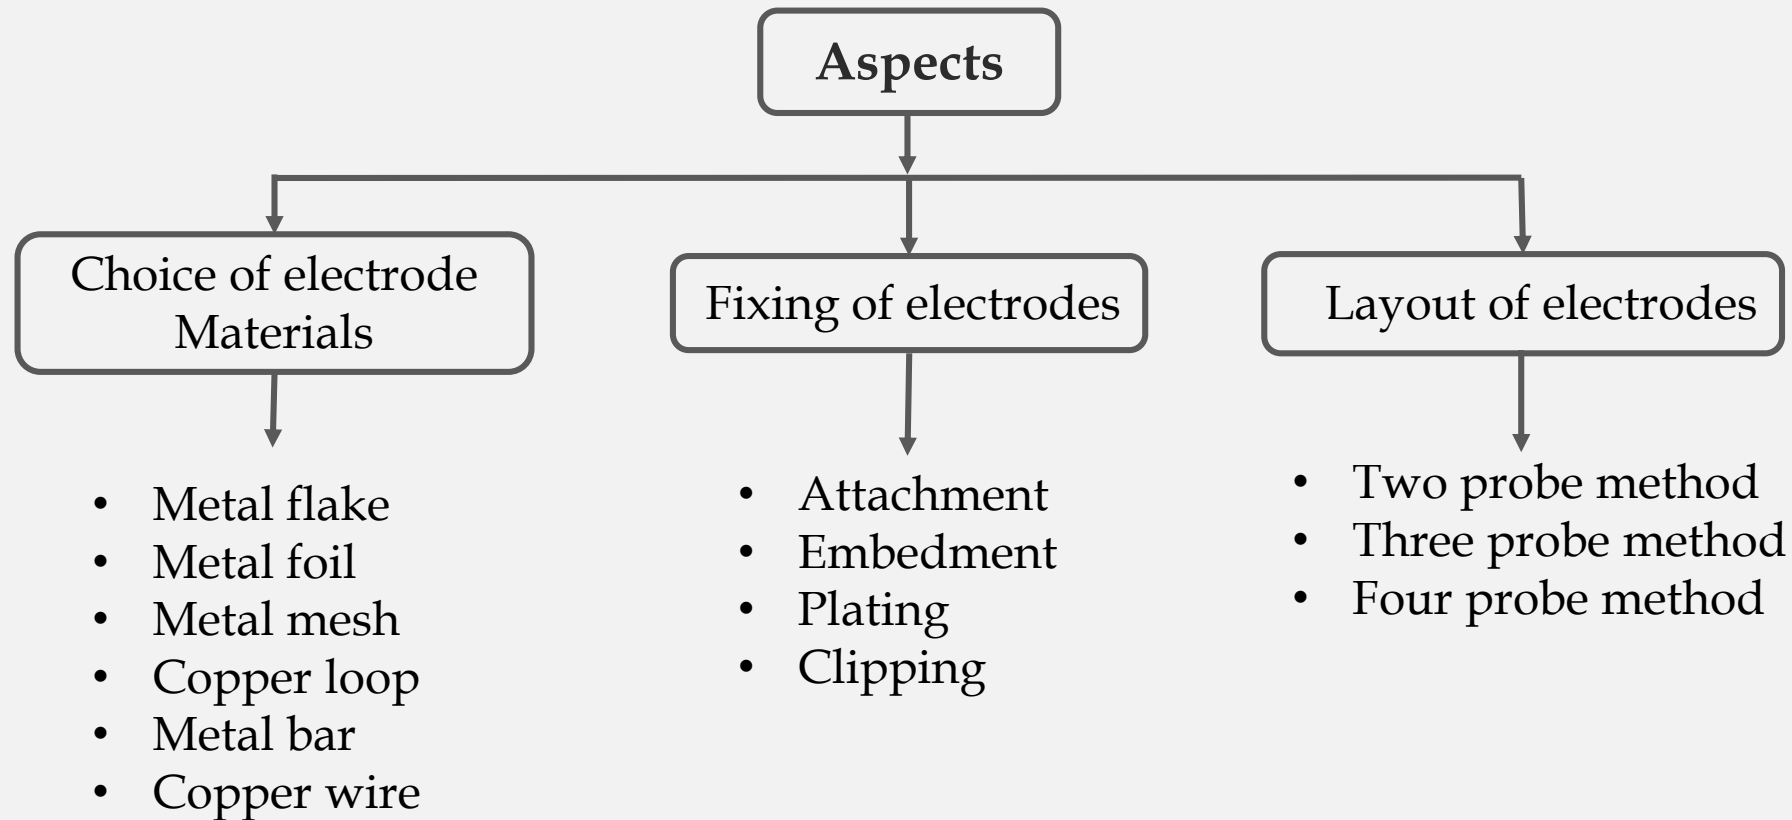 Aspects
Choice of electrode
Materials
• Metal flake
• Metal foil
• Metal mesh
• Copper loop
• Metal bar
• Copper wire
Fixing of electrodes
• Attachment
• Embedment
• Plating
• Clipping
Layout of electrodes
• Two probe method
• Three probe method
• Four probe method